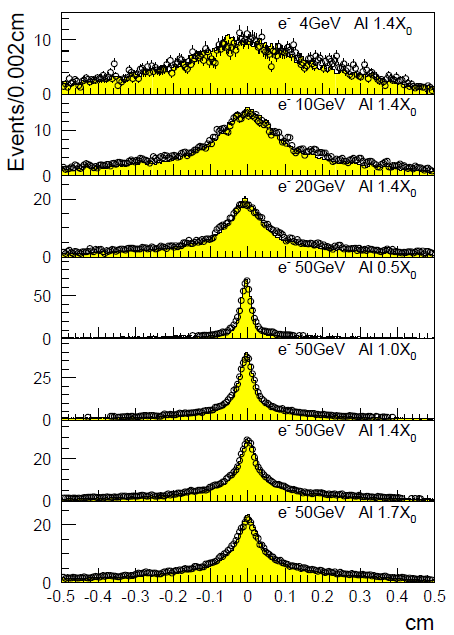 Events/0.002cm
e⁻ 4GeV Al 1.4X₀
10
0
e⁻ 10GeV Al 1.4X₀
10
0
e⁻ 20GeV Al 1.4X₀
20
0
e⁻ 50GeV Al 0.5X₀
50
0
e⁻ 50GeV Al 1.0X₀
25
0
e⁻ 50GeV Al 1.4X₀
20
0
e⁻ 50GeV Al 1.7X₀
20
0
-0.5 -0.4 -0.3 -0.2 -0.1 0 0.1 0.2 0.3 0.4 0.5
cm